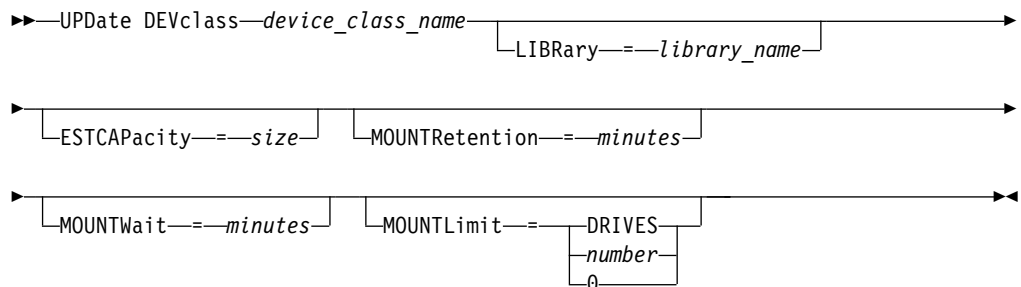 UPDate DEVclass device_class_name
LIBRary = library_name
ESTCAPacity = size MOUNTRetention = minutes
MOUNTWait = minutes MOUNTLimit = DRIVES
number
0